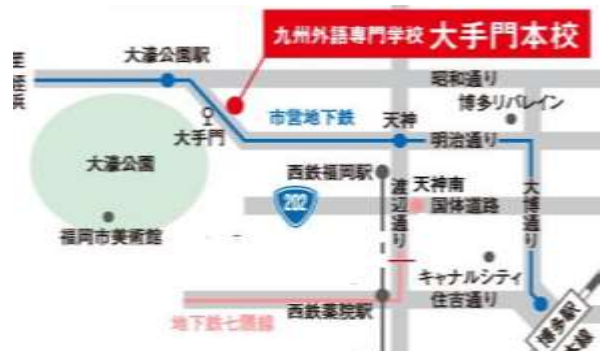 九州外語専門学校 大手門本校
大濠公園駅
至
姪浜
昭和通り
博多リバレイン
大手門
市営地下鉄
天神
明治通り
大濠公園
西鉄福岡駅
渡辺通り
天神南
大博通り
202
国体道路
福岡市美術館
キャナルシティ
住吉通り
地下鉄七隈線
西鉄薬院駅
博多駅
本線